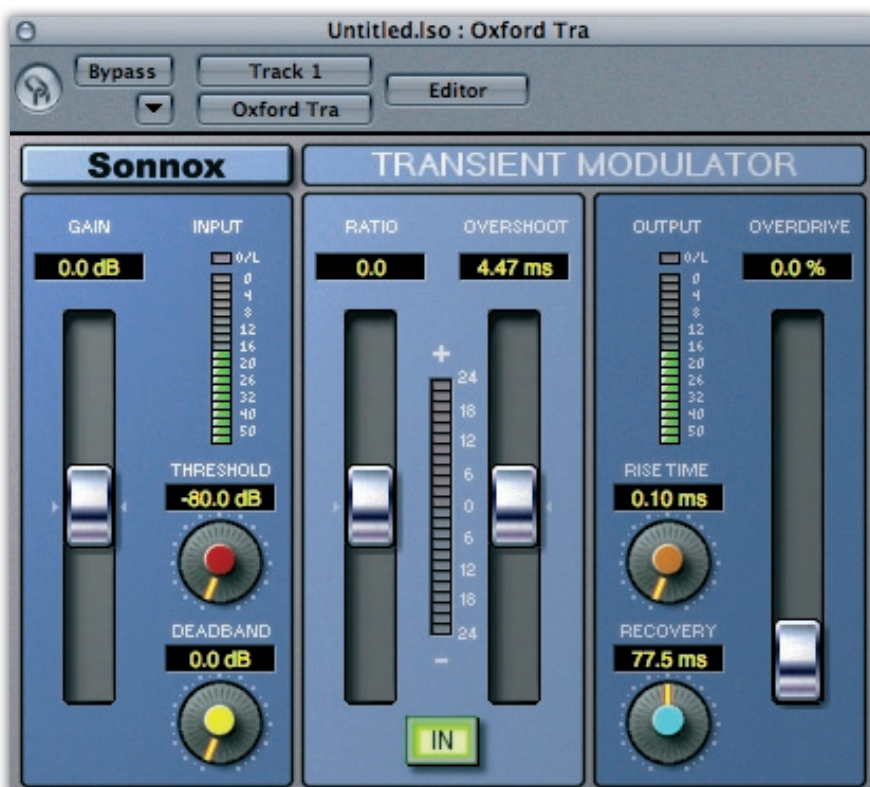 Untitled.lso : Oxford Tra
Bypass
Track 1
Oxford Tra
Editor
Sonnox
TRANSIENT MODULATOR
GAIN
0.0 dB
INPUT
O/L
0
4
8
12
16
20
26
32
40
50
THRESHOLD
-80.0 dB
DEADBAND
0.0 dB
RATIO
0.0
OVERSHOOT
4.47 ms
+
24
18
12
6
0
6
12
18
24
-
IN
OUTPUT
O/L
0
4
8
12
16
20
26
32
40
50
OVERDRIVE
0.0 %
RISE TIME
0.10 ms
RECOVERY
77.5 ms